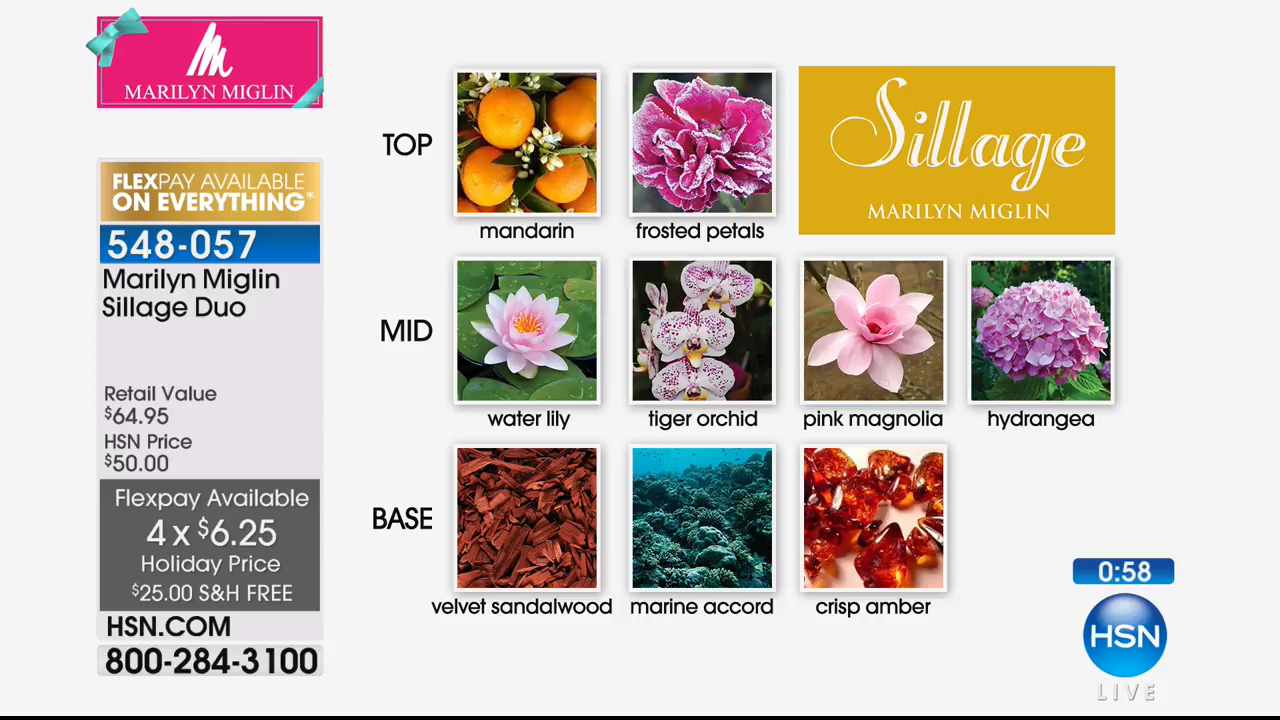 MARILYN MIGLIN
FLEXPAY AVAILABLE
ON EVERYTHING*
548-057
Marilyn Miglin
Sillage Duo
Retail Value
$64.95
HSN Price
$50.00
Flexpay Available
4 x $6.25
Holiday Price
$25.00 S&H FREE
HSN.COM
800-284-3100
TOP
mandarin
frosted petals
Sillage
MARILYN MIGLIN
MID
water lily
tiger orchid
pink magnolia
hydrangea
BASE
velvet sandalwood
marine accord
crisp amber
0:58
HSN
LIVE